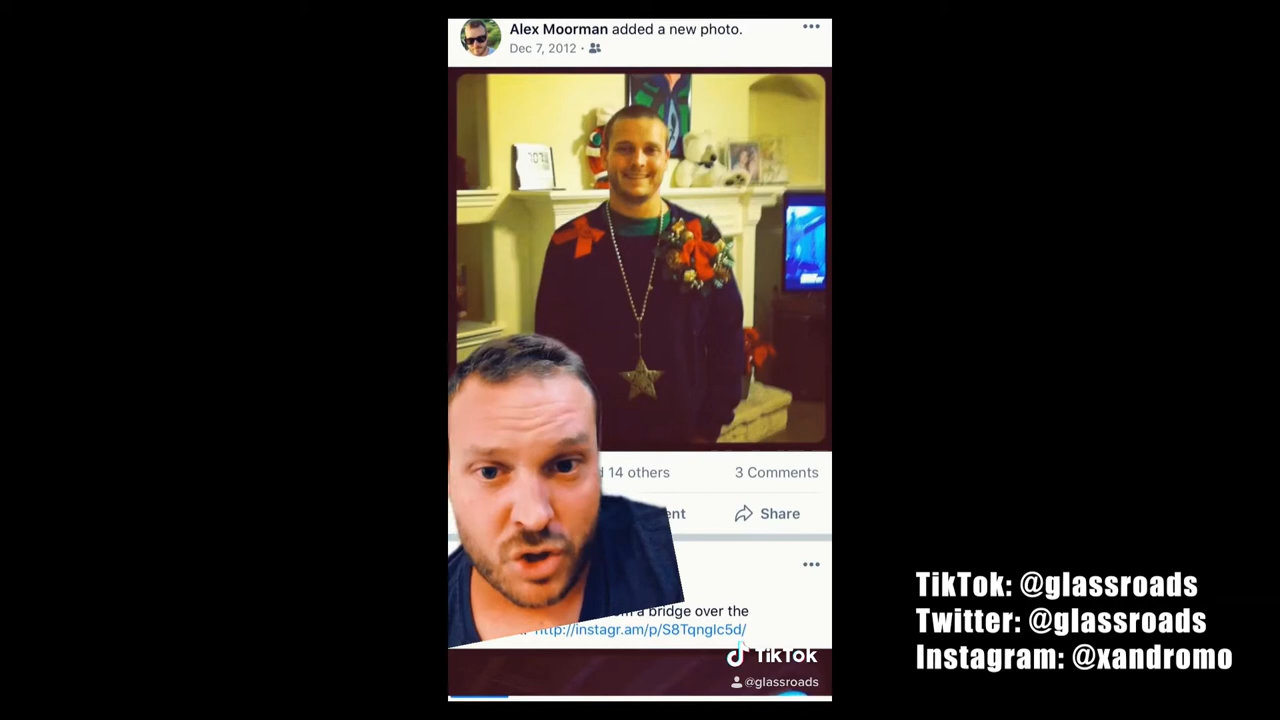 Alex Moorman added a new photo.
Dec 7, 2012
14 others
3 Comments
Share
a bridge over the
http://instagr.am/p/S8Tqnglc5d/
TikTok
@glassroads
TikTok: @glassroads
Twitter: @glassroads
Instagram: @xandromo